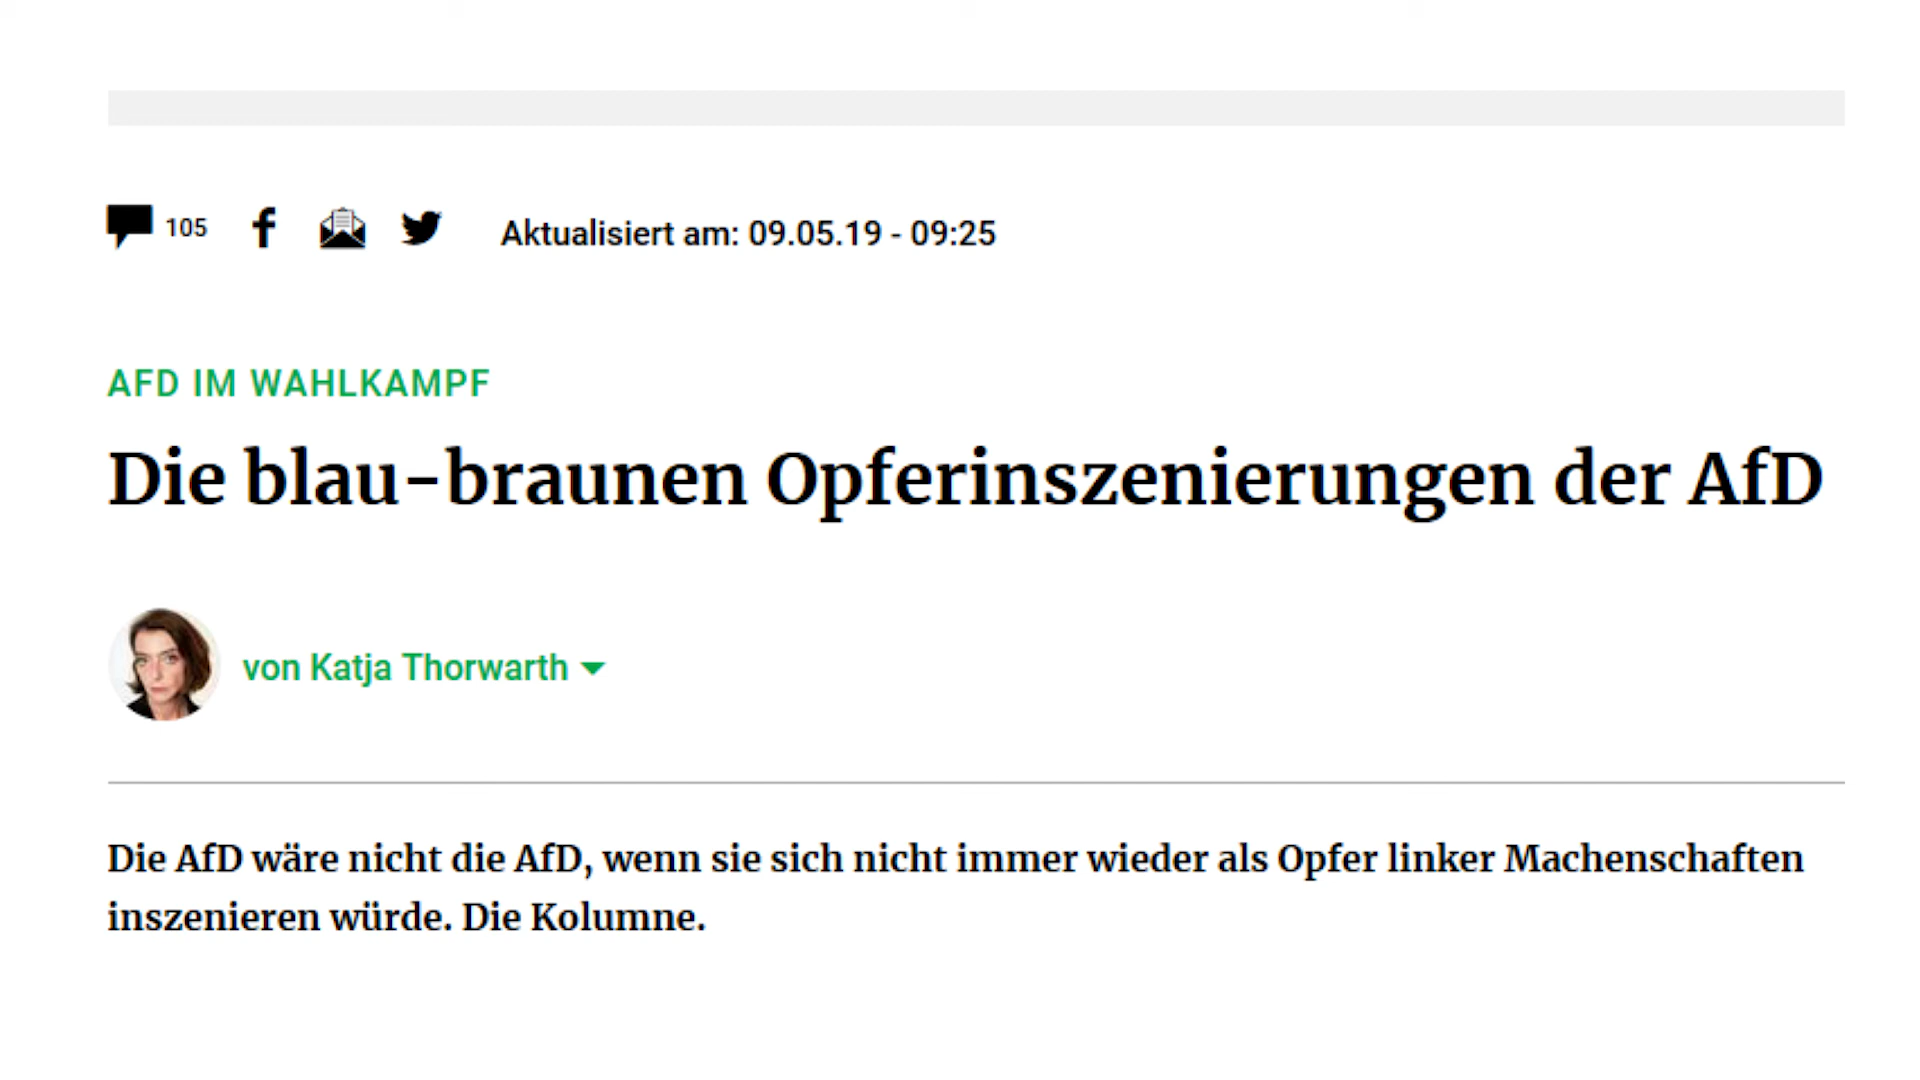 105 Aktualisiert am: 09.05.19 - 09:25
AFD IM WAHLKAMPF
Die blau-braunen Opferinszenierungen der AfD
von Katja Thorwarth
Die AfD wäre nicht die AfD, wenn sie sich nicht immer wieder als Opfer linker Machenschaften
inszenieren würde. Die Kolumne.